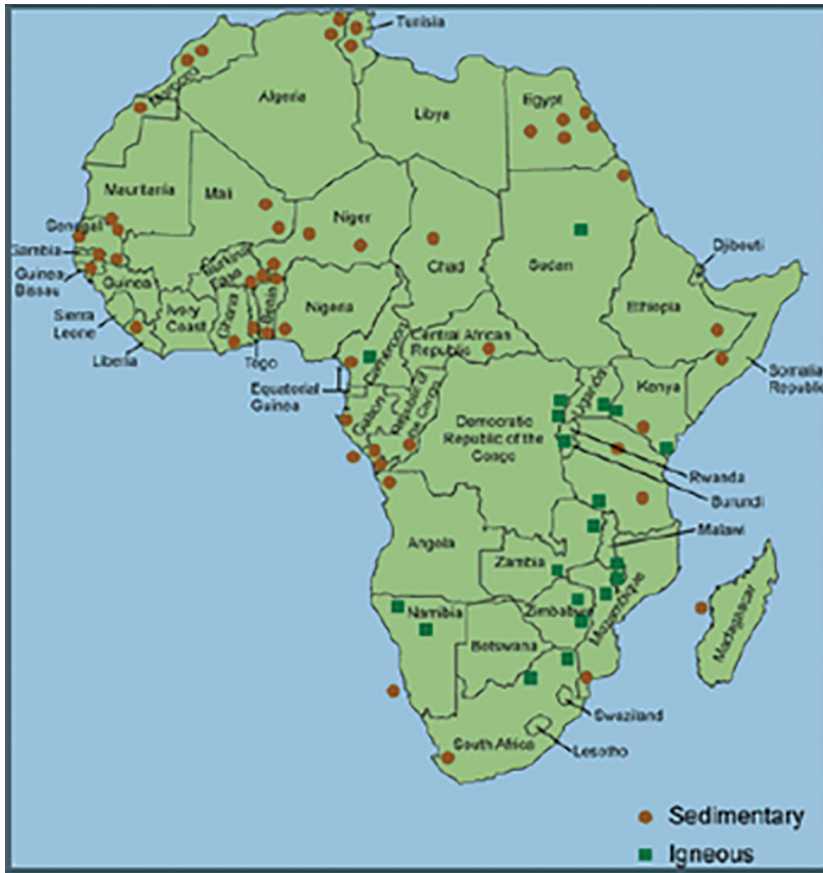 Tunisia
Morocco
Algeria
Libya
Egypt
Mauritania
Mali
Niger
Chad
Sudan
Senegal
Gambia
Guinea
Bissau
Guinea
Burkina
Faso
Djibouti
Sierra
Leone
Ivory
Coast
Ghana
Benin
Nigeria
Ethiopia
Liberia
Togo
Cameroon
Central African
Republic
Somalia
Republic
Equatorial
Guinea
Gabon
Republic of
the Congo
Democratic
Republic of the
Congo
Uganda
Kenya
Rwanda
Burundi
Angola
Zambia
Malawi
Namibia
Zimbabwe
Mozambique
Madagascar
Botswana
Swaziland
South Africa
Lesotho
Sedimentary
Igneous